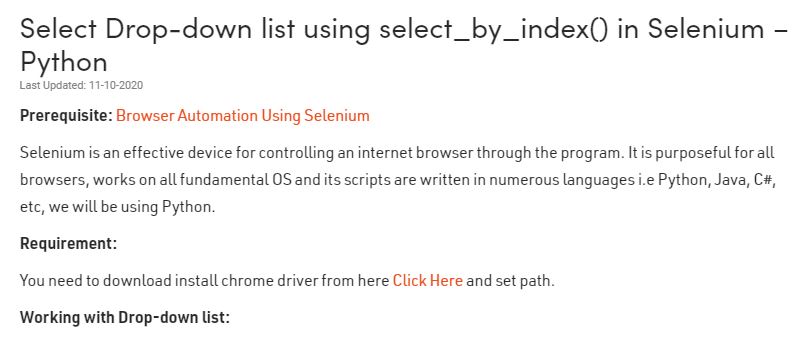 Select Drop-down list using select_by_index() in Selenium –
Python
Last Updated: 11-10-2020
Prerequisite: Browser Automation Using Selenium
Selenium is an effective device for controlling an internet browser through the program. It is purposeful for all
browsers, works on all fundamental OS and its scripts are written in numerous languages i.e Python, Java, C#,
etc, we will be using Python.
Requirement:
You need to download install chrome driver from here Click Here and set path.
Working with Drop-down list: